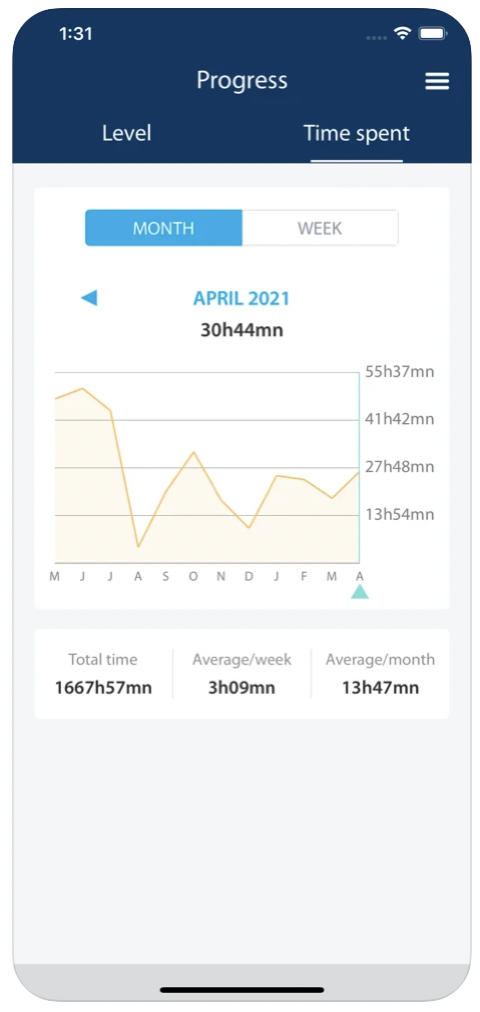 1:31
Progress
Level Time spent
MONTH WEEK
APRIL 2021
30h44mn
55h37mn
41h42mn
27h48mn
13h54mn
M J J A S O N D J F M A
Total time Average/week Average/month
1667h57mn 3h09mn 13h47mn